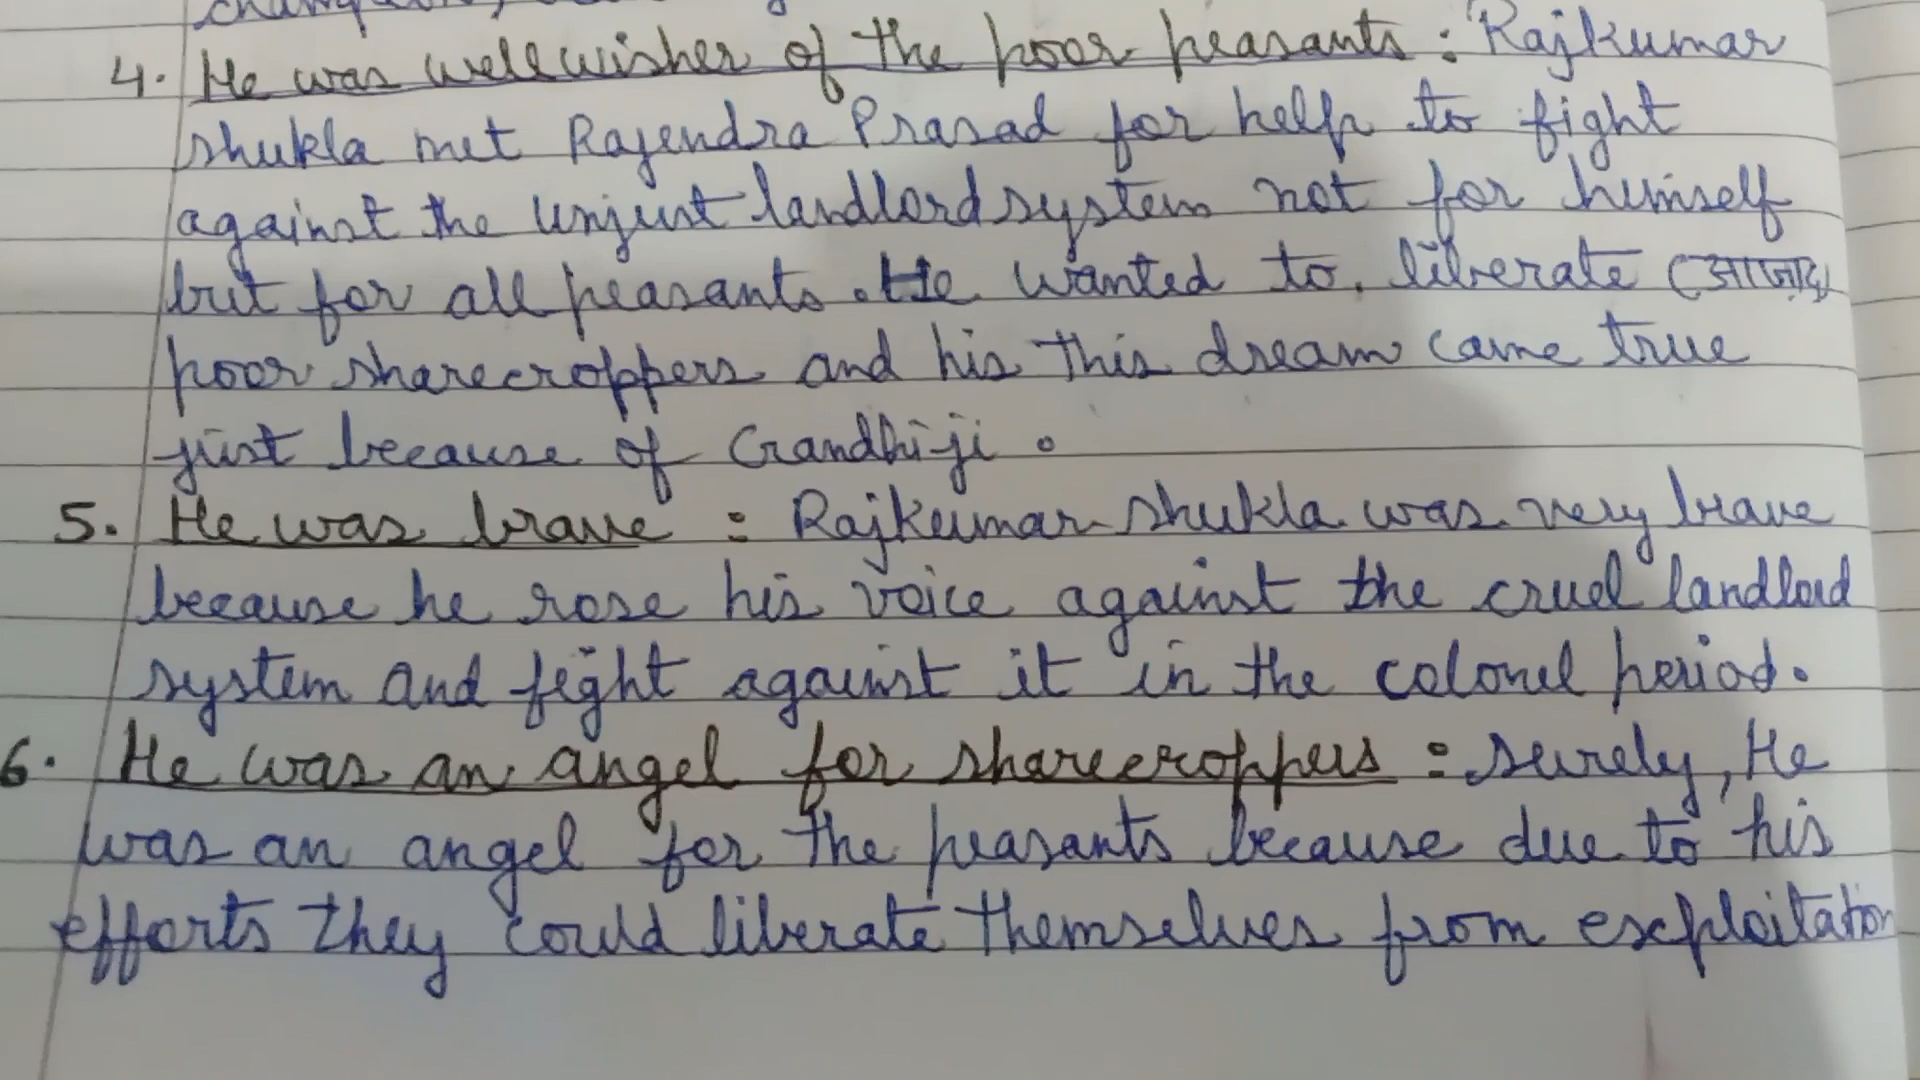 4. He was wellwisher of the poor peasants : Rajkumar
shukla met Rajendra Prasad for help to fight
against the unjust landlord system not for himself
but for all peasants. He wanted to liberate (आजाद)
poor sharecroppers and his this dream came true
just because of Gandhiji.
5. He was brave : Rajkumar shukla was very brave
because he rose his voice against the cruel landlord
system and fight against it in the colonel period.
6. He was an angel for sharecroppers : surely, He
was an angel for the peasants because due to his
efforts they could liberate themselves from exploitation